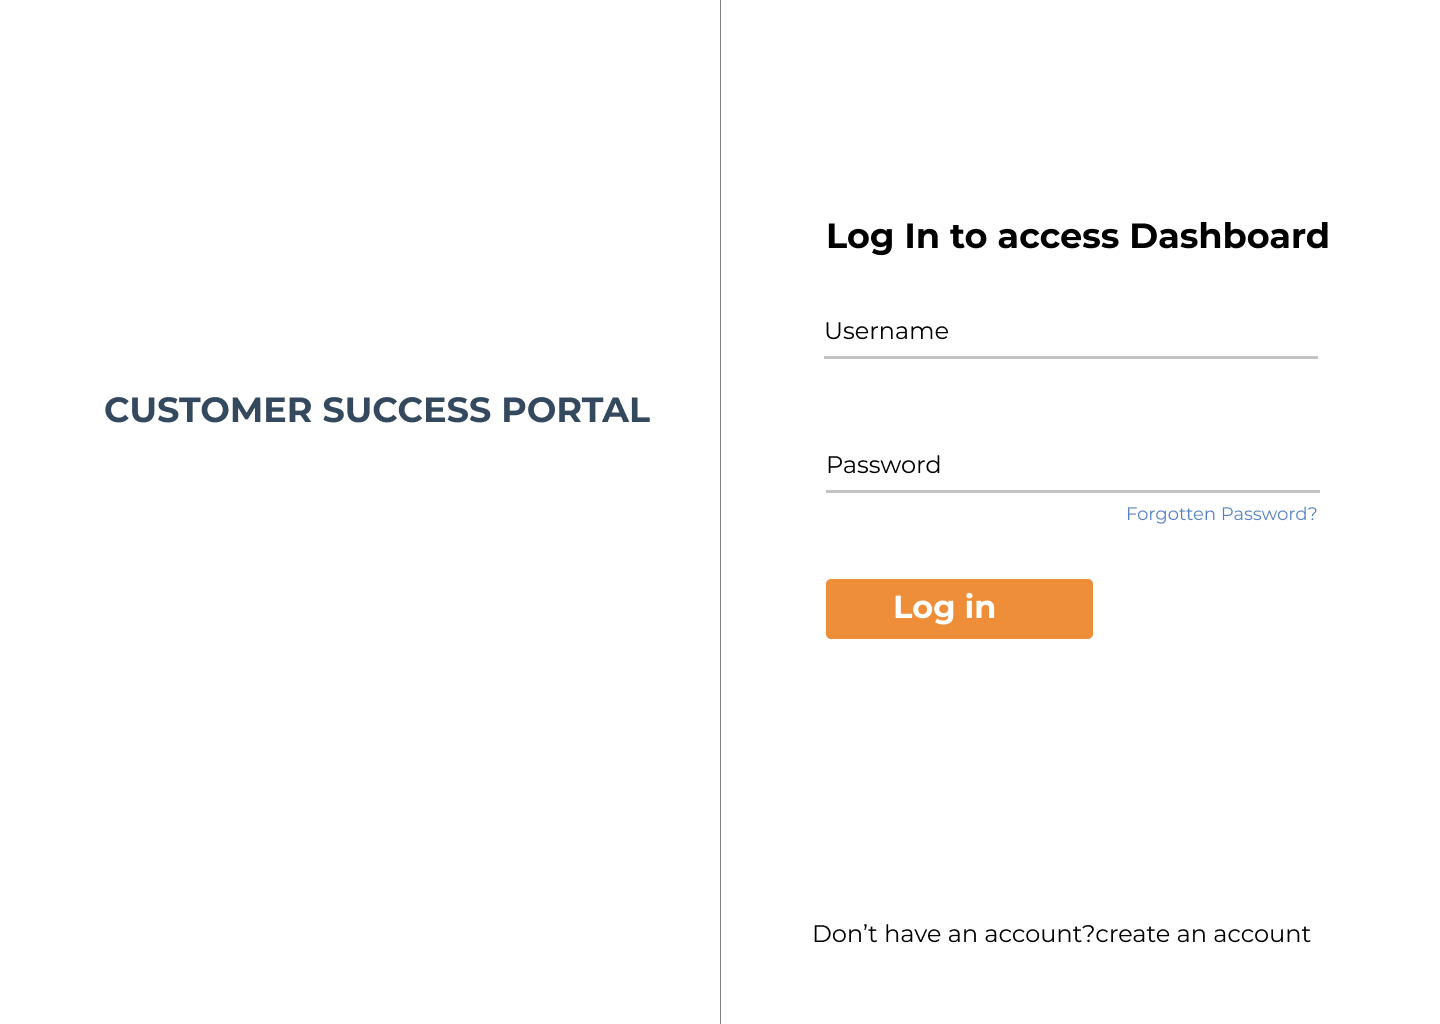 CUSTOMER SUCCESS PORTAL
Log In to access Dashboard
Username
Password
Forgotten Password?
Log in
Don’t have an account?create an account